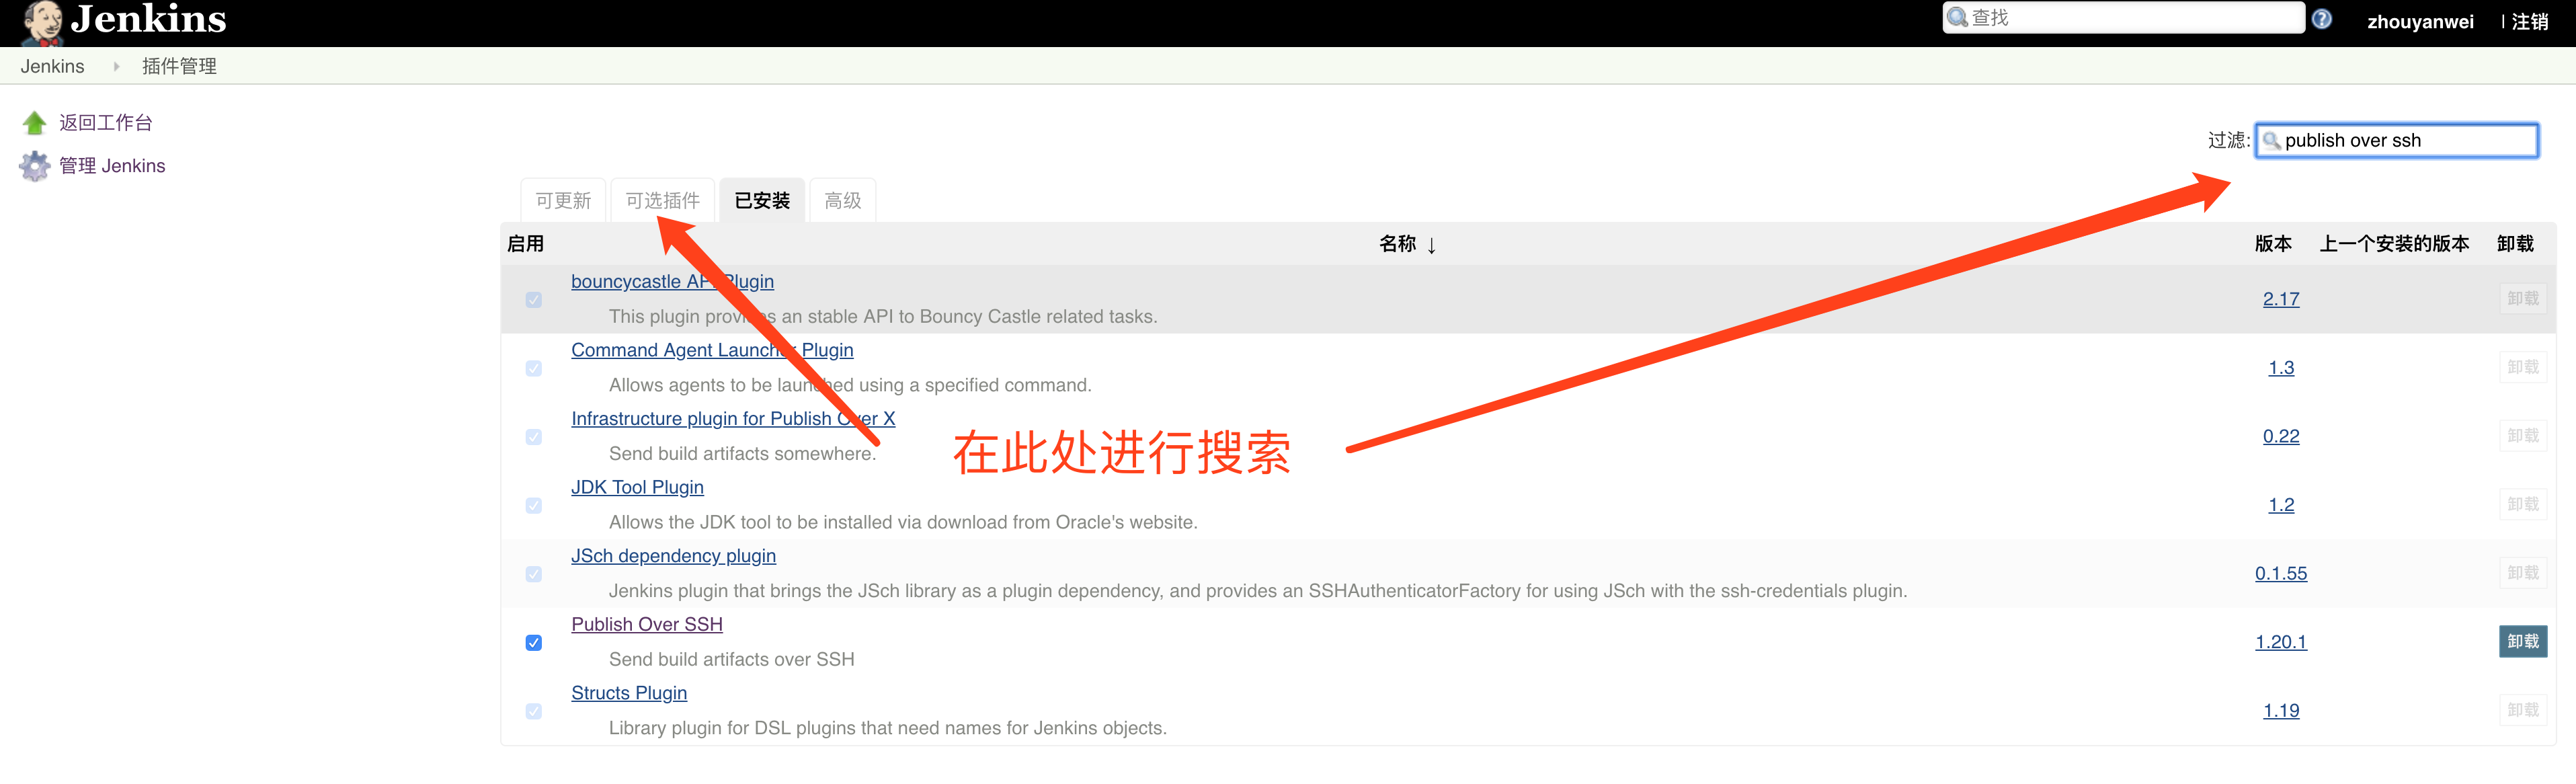 Jenkins
查找
zhouyanwei
| 注销
Jenkins
插件管理
返回工作台
管理 Jenkins
过滤:
publish over ssh
可更新
可选插件
已安装
高级
启用
名称 ↓
版本
上一个安装的版本
卸载
bouncycastle API Plugin
This plugin provides an stable API to Bouncy Castle related tasks.
2.17
卸载
Command Agent Launcher Plugin
Allows agents to be launched using a specified command.
1.3
卸载
Infrastructure plugin for Publish Over X
Send build artifacts somewhere.
0.22
卸载
在此处进行搜索
JDK Tool Plugin
Allows the JDK tool to be installed via download from Oracle's website.
1.2
卸载
JSch dependency plugin
Jenkins plugin that brings the JSch library as a plugin dependency, and provides an SSHAuthenticatorFactory for using JSch with the ssh-credentials plugin.
0.1.55
卸载
Publish Over SSH
Send build artifacts over SSH
1.20.1
卸载
Structs Plugin
Library plugin for DSL plugins that need names for Jenkins objects.
1.19
卸载